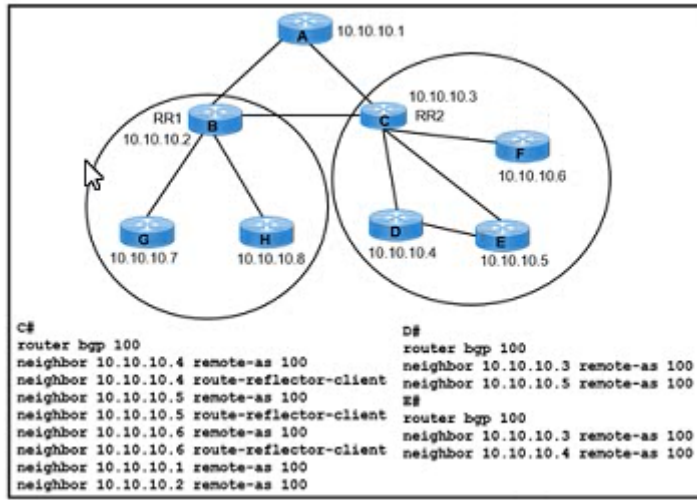 A 10.10.10.1
RR1
10.10.10.2
B
10.10.10.3
C RR2
F
10.10.10.6
G
10.10.10.7
H
10.10.10.8
D
10.10.10.4
E
10.10.10.5
C#
router bgp 100
neighbor 10.10.10.4 remote-as 100
neighbor 10.10.10.4 route-reflector-client
neighbor 10.10.10.5 remote-as 100
neighbor 10.10.10.5 route-reflector-client
neighbor 10.10.10.6 remote-as 100
neighbor 10.10.10.6 route-reflector-client
neighbor 10.10.10.1 remote-as 100
neighbor 10.10.10.2 remote-as 100
D#
router bgp 100
neighbor 10.10.10.3 remote-as 100
neighbor 10.10.10.5 remote-as 100
E#
router bgp 100
neighbor 10.10.10.3 remote-as 100
neighbor 10.10.10.4 remote-as 100